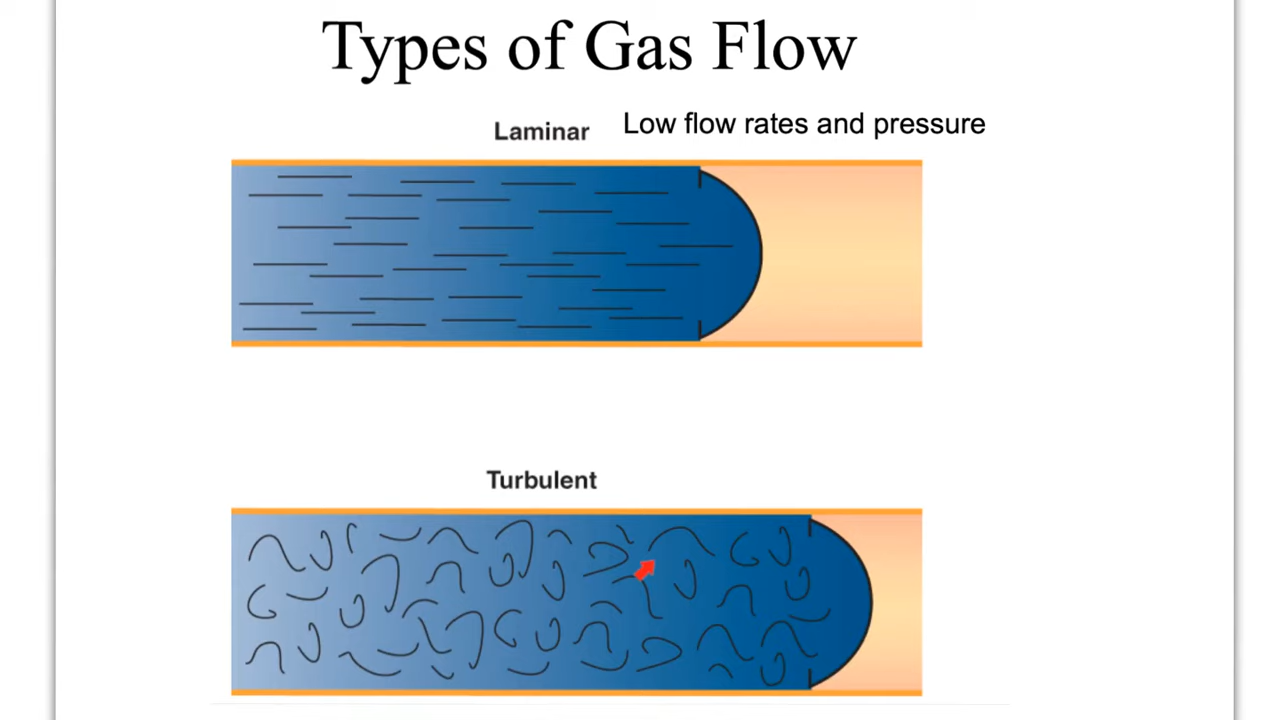 Types of Gas Flow
Laminar
Low flow rates and pressure
Turbulent